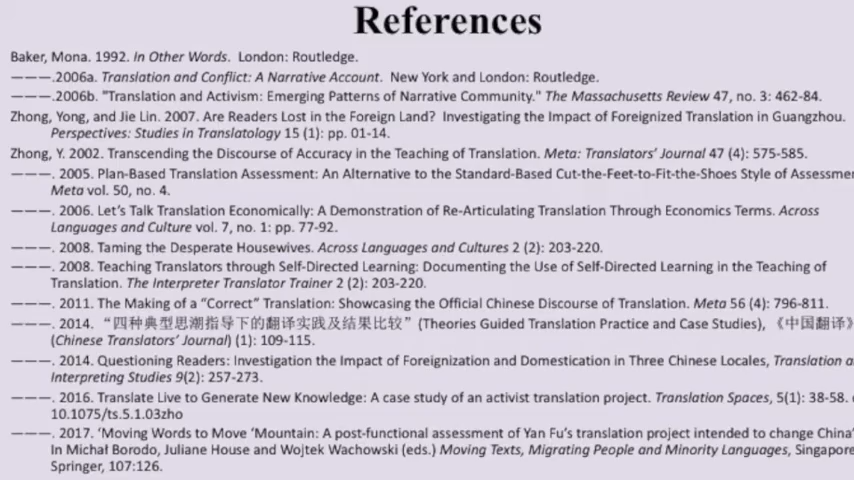 References
Baker, Mona. 1992. In Other Words. London: Routledge.
———.2006a. Translation and Conflict: A Narrative Account. New York and London: Routledge.
———.2006b. "Translation and Activism: Emerging Patterns of Narrative Community." The Massachusetts Review 47, no. 3: 462-84.
Zhong, Yong, and Jie Lin. 2007. Are Readers Lost in the Foreign Land? Investigating the Impact of Foreignized Translation in Guangzhou.
Perspectives: Studies in Translatology 15 (1): pp. 01-14.
Zhong, Y. 2002. Transcending the Discourse of Accuracy in the Teaching of Translation. Meta: Translators’ Journal 47 (4): 575-585.
———. 2005. Plan-Based Translation Assessment: An Alternative to the Standard-Based Cut-the-Feet-to-Fit-the-Shoes Style of Assessmen
Meta vol. 50, no. 4.
———. 2006. Let’s Talk Translation Economically: A Demonstration of Re-Articulating Translation Through Economics Terms. Across
Languages and Culture vol. 7, no. 1: pp. 77-92.
———. 2008. Taming the Desperate Housewives. Across Languages and Cultures 2 (2): 203-220.
———. 2008. Teaching Translators through Self-Directed Learning: Documenting the Use of Self-Directed Learning in the Teaching of
Translation. The Interpreter Translator Trainer 2 (2): 203-220.
———. 2011. The Making of a “Correct” Translation: Showcasing the Official Chinese Discourse of Translation. Meta 56 (4): 796-811.
———. 2014. “四种典型思潮指导下的翻译实践及结果比较”(Theories Guided Translation Practice and Case Studies), 《中国翻译》
(Chinese Translators’ Journal) (1): 109-115.
———. 2014. Questioning Readers: Investigation the Impact of Foreignization and Domestication in Three Chinese Locales, Translation a
Interpreting Studies 9(2): 257-273.
———. 2016. Translate Live to Generate New Knowledge: A case study of an activist translation project. Translation Spaces, 5(1): 38-58.
10.1075/ts.5.1.03zho
———. 2017. ‘Moving Words to Move ‘Mountain: A post-functional assessment of Yan Fu’s translation project intended to change China’
In Michał Borodo, Juliane House and Wojtek Wachowski (eds.) Moving Texts, Migrating People and Minority Languages, Singapore
Springer, 107:126.